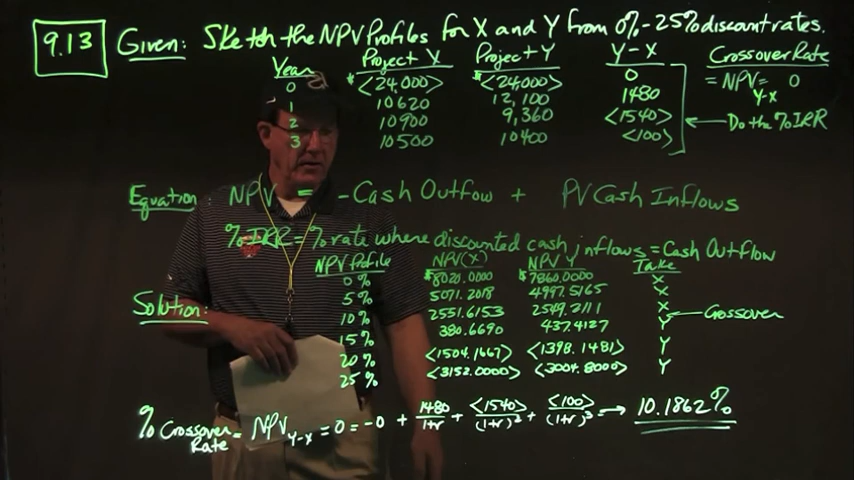 9.13 Given: Sketch the NPV Profiles for X and Y from 0%-25% discount rates.
Year Project X Project Y Y-X Crossover Rate
0 $<24,000> $<24,000> 0 = NPV Y-X = 0
1 10620 12,100 1480
2 10900 9,360 <1540> ← Do the % IRR
3 10500 10400 <100>
Equation NPV = -Cash Outfow + PV Cash Inflows
% IRR = % rate where discounted cash inflows = Cash Outflow
NPV Profile NPV(X) NPV Y Take
0% $8020.0000 $7860.0000 X
Solution: 5% 5071.2018 4997.5165 X
10% 2551.6153 2549.2111 X ← Crossover
15% 380.6690 437.4127 Y
20% <1504.1667> <1398.1481> Y
25% <3152.0000> <3004.8000> Y
% Crossover Rate = NPV Y-X = 0 = -0 + 1480/1+r + <1540>/(1+r)² + <100>/(1+r)³ → 10.1862%